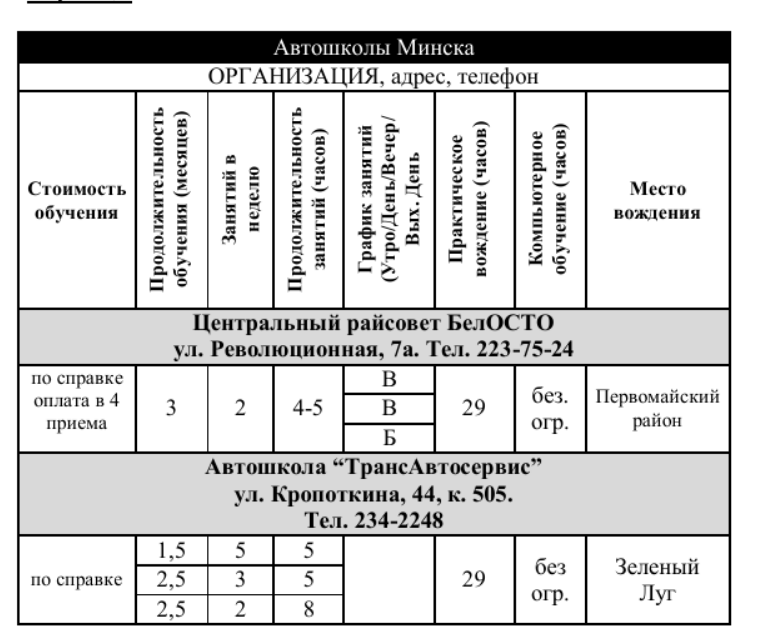 Автошколы Минска
ОРГАНИЗАЦИЯ, адрес, телефон
Стоимость
обучения
Продолжительность
обучения (месяцев)
Занятий в
неделю
Продолжительность
занятий (часов)
График занятий
(Утро/День/Вечер/
Вых. День
Практическое
вождение (часов)
Компьютерное
обучение (часов)
Место
вождения
Центральный райсовет БелОСТО
ул. Революционная, 7а. Тел. 223-75-24
по справке
оплата в 4
приема
3
2
4-5
В
В
Б
29
без.
огр.
Первомайский
район
Автошкола “ТрансАвтосервис”
ул. Кропоткина, 44, к. 505.
Тел. 234-2248
по справке
1,5 5 5
2,5 3 5
2,5 2 8
29
без
огр.
Зеленый
Луг